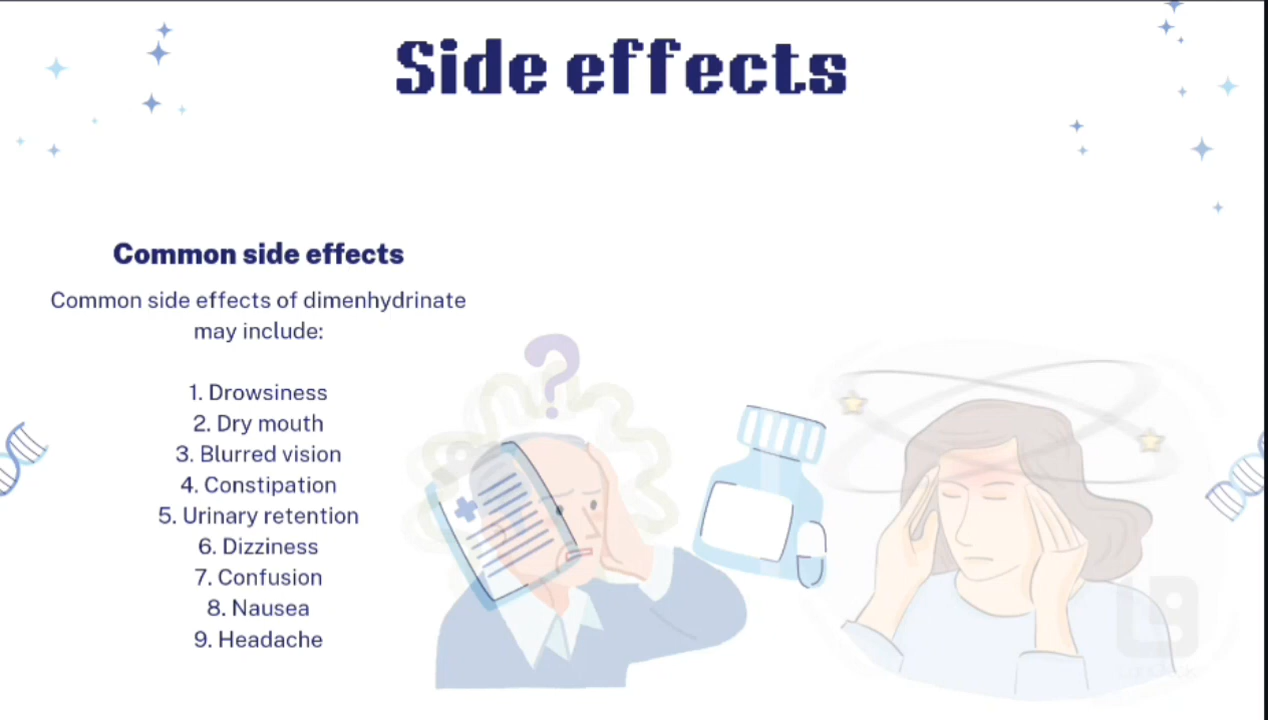 Side effects
Common side effects
Common side effects of dimenhydrinate
may include:
1. Drowsiness
2. Dry mouth
3. Blurred vision
4. Constipation
5. Urinary retention
6. Dizziness
7. Confusion
8. Nausea
9. Headache
?